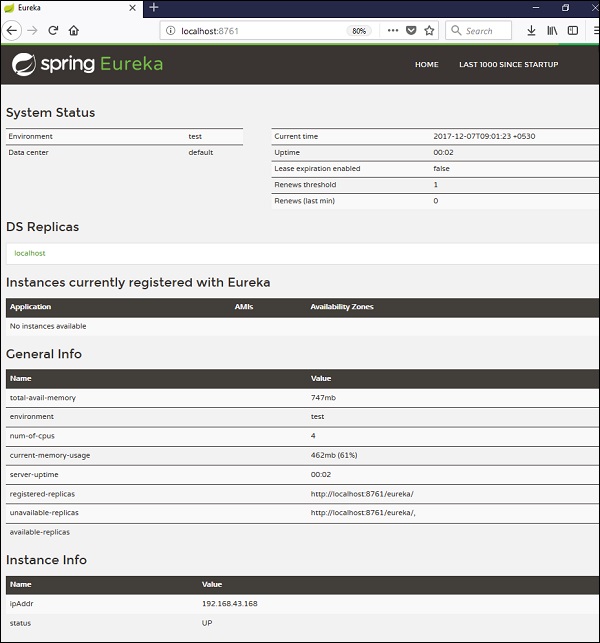 Eureka
localhost:8761
80%
Search
spring Eureka
HOME LAST 1000 SINCE STARTUP
System Status
Environment test
Data center default
Current time 2017-12-07T09:01:23 +0530
Uptime 00:02
Lease expiration enabled false
Renews threshold 1
Renews (last min) 0
DS Replicas
localhost
Instances currently registered with Eureka
Application AMIs Availability Zones
No instances available
General Info
Name Value
total-avail-memory 747mb
environment test
num-of-cpus 4
current-memory-usage 462mb (61%)
server-uptime 00:02
registered-replicas http://localhost:8761/eureka/
unavailable-replicas http://localhost:8761/eureka/,
available-replicas
Instance Info
Name Value
ipAddr 192.168.43.168
status UP